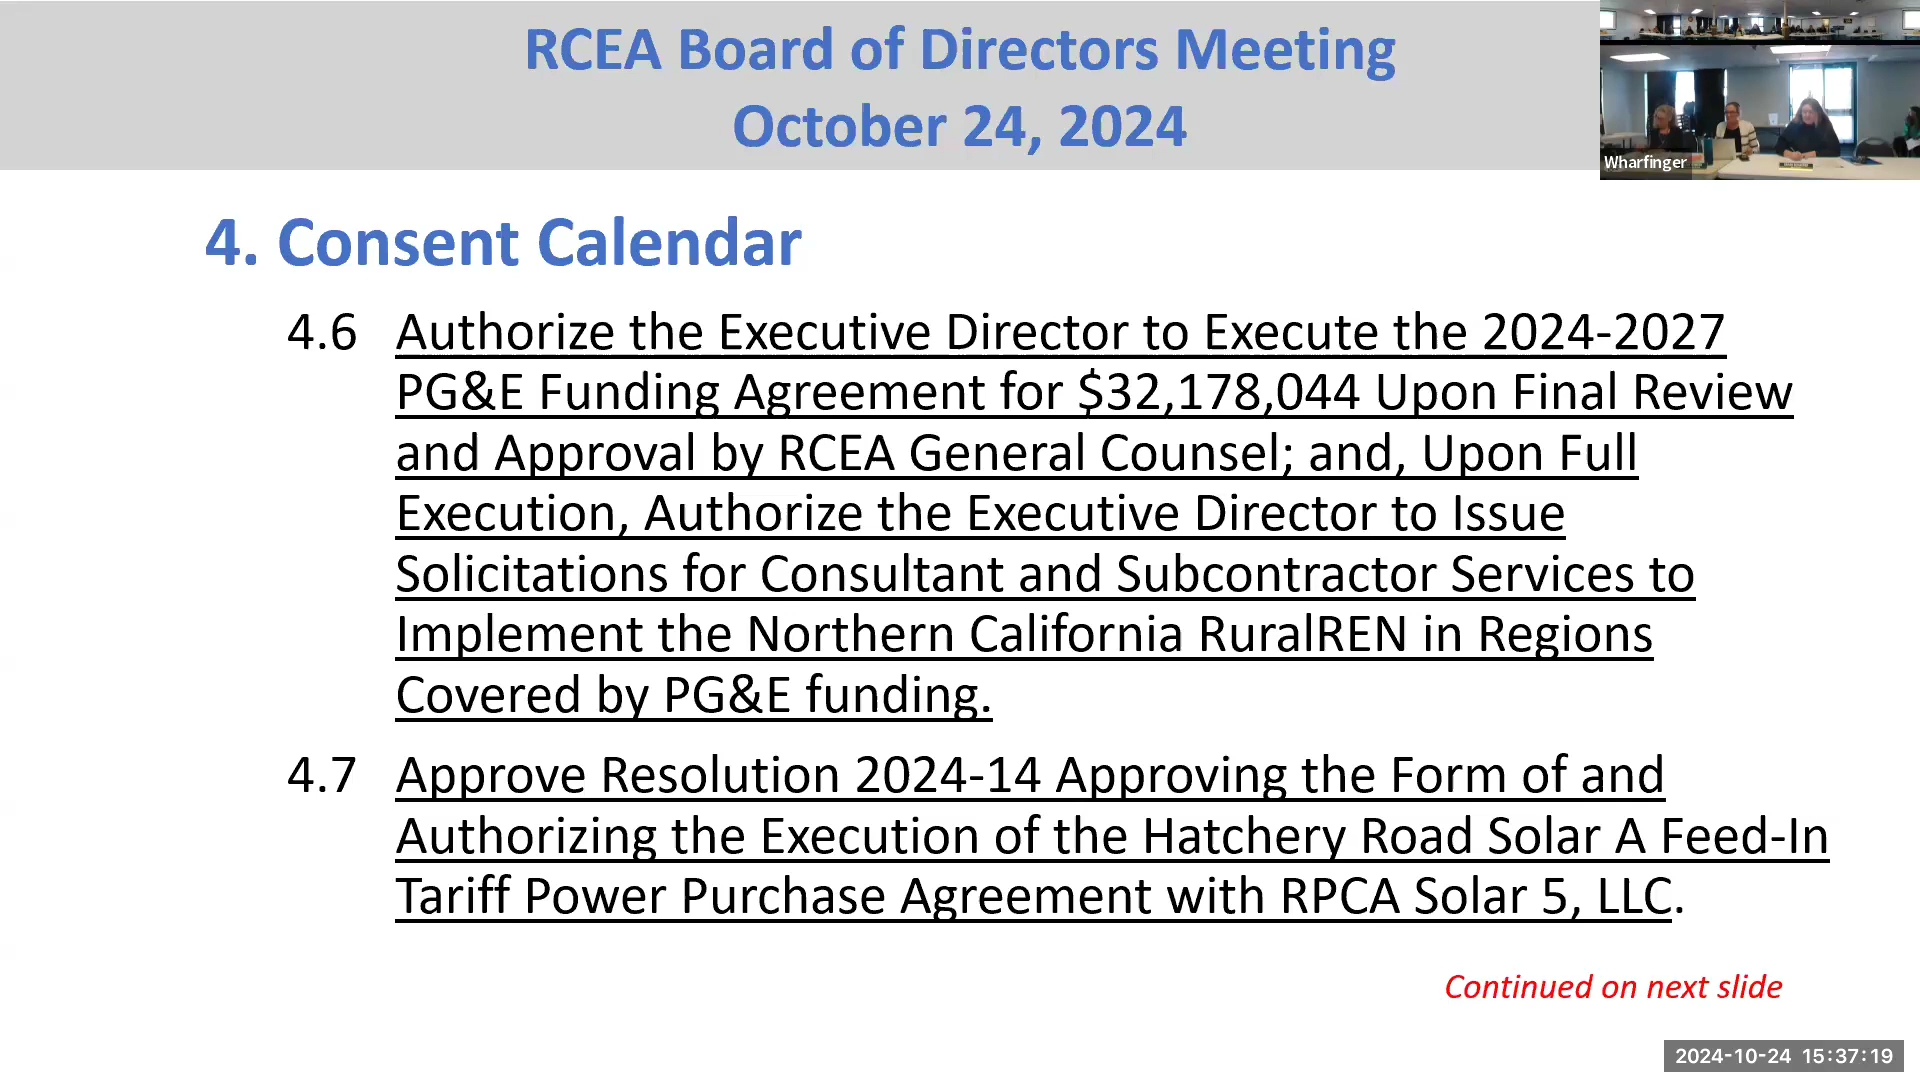 RCEA Board of Directors Meeting
October 24, 2024
Wharfinger
4. Consent Calendar
4.6 Authorize the Executive Director to Execute the 2024-2027
PG&E Funding Agreement for $32,178,044 Upon Final Review
and Approval by RCEA General Counsel; and, Upon Full
Execution, Authorize the Executive Director to Issue
Solicitations for Consultant and Subcontractor Services to
Implement the Northern California RuralREN in Regions
Covered by PG&E funding.
4.7 Approve Resolution 2024-14 Approving the Form of and
Authorizing the Execution of the Hatchery Road Solar A Feed-In
Tariff Power Purchase Agreement with RPCA Solar 5, LLC.
Continued on next slide
2024-10-24 15:37:19